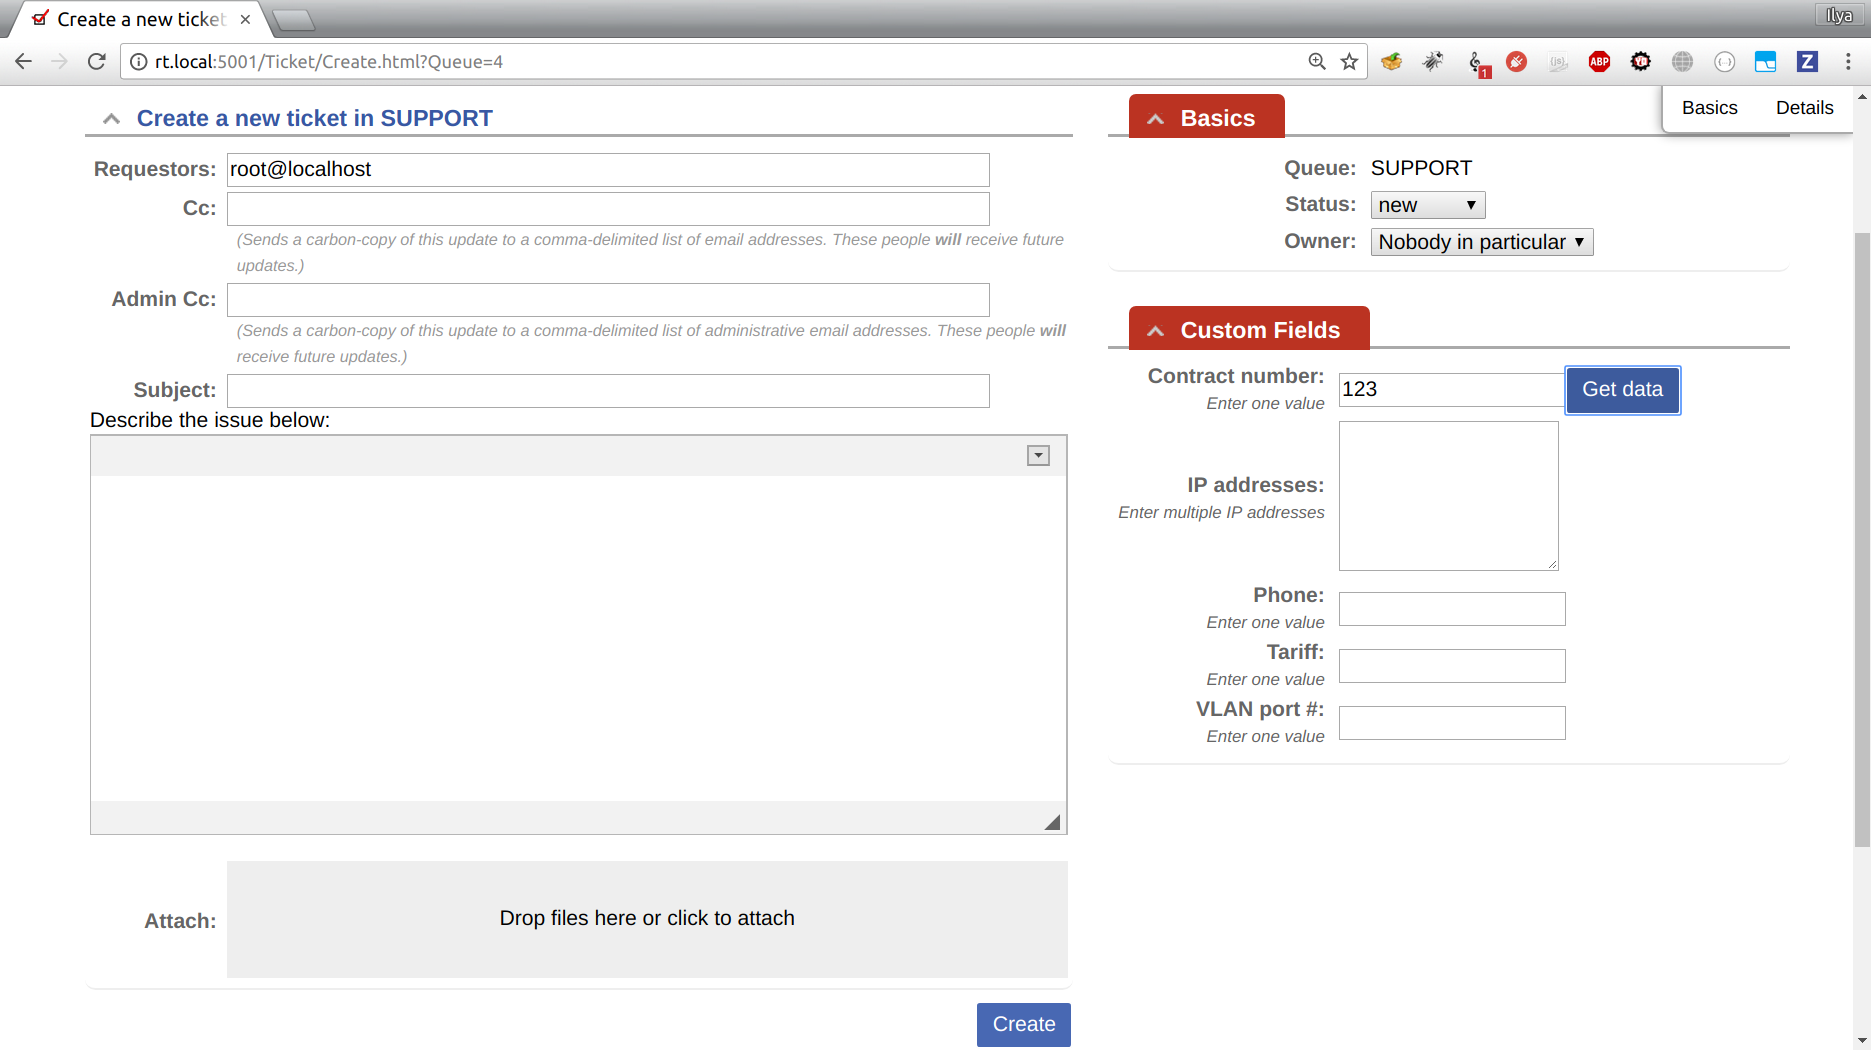 Create a new ticket
Ilya
rt.local:5001/Ticket/Create.html?Queue=4
1
{js}
ABP
{...}
Z
Basics
Details
Create a new ticket in SUPPORT
Requestors: root@localhost
Cc:
(Sends a carbon-copy of this update to a comma-delimited list of email addresses. These people will receive future
updates.)
Admin Cc:
(Sends a carbon-copy of this update to a comma-delimited list of administrative email addresses. These people will
receive future updates.)
Subject:
Describe the issue below:
Attach:
Drop files here or click to attach
Create
Basics
Queue: SUPPORT
Status: new
Owner: Nobody in particular
Custom Fields
Contract number: 123 Get data
Enter one value
IP addresses:
Enter multiple IP addresses
Phone:
Enter one value
Tariff:
Enter one value
VLAN port #:
Enter one value